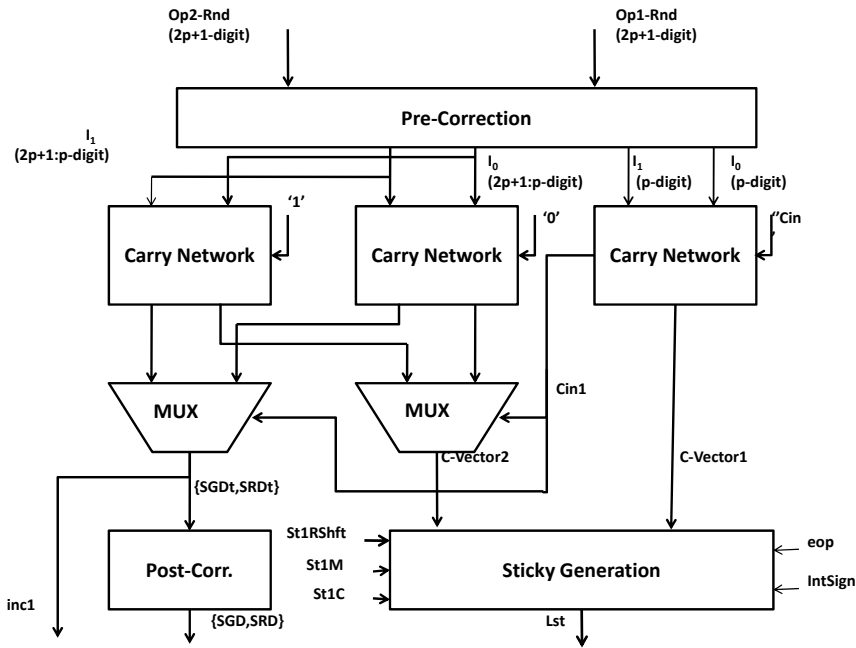 Op2-Rnd
(2p+1-digit)
Op1-Rnd
(2p+1-digit)
Pre-Correction
I₁
(2p+1:p-digit)
I₀
(2p+1:p-digit)
I₁
(p-digit)
I₀
(p-digit)
‘1’
‘0’
‘’Cin
’
Carry Network
Carry Network
Carry Network
MUX
MUX
Cin1
C-Vector2
C-Vector1
{SGDt,SRDt}
St1RShft
St1M
St1C
eop
IntSign
Post-Corr.
Sticky Generation
inc1
{SGD,SRD}
Lst